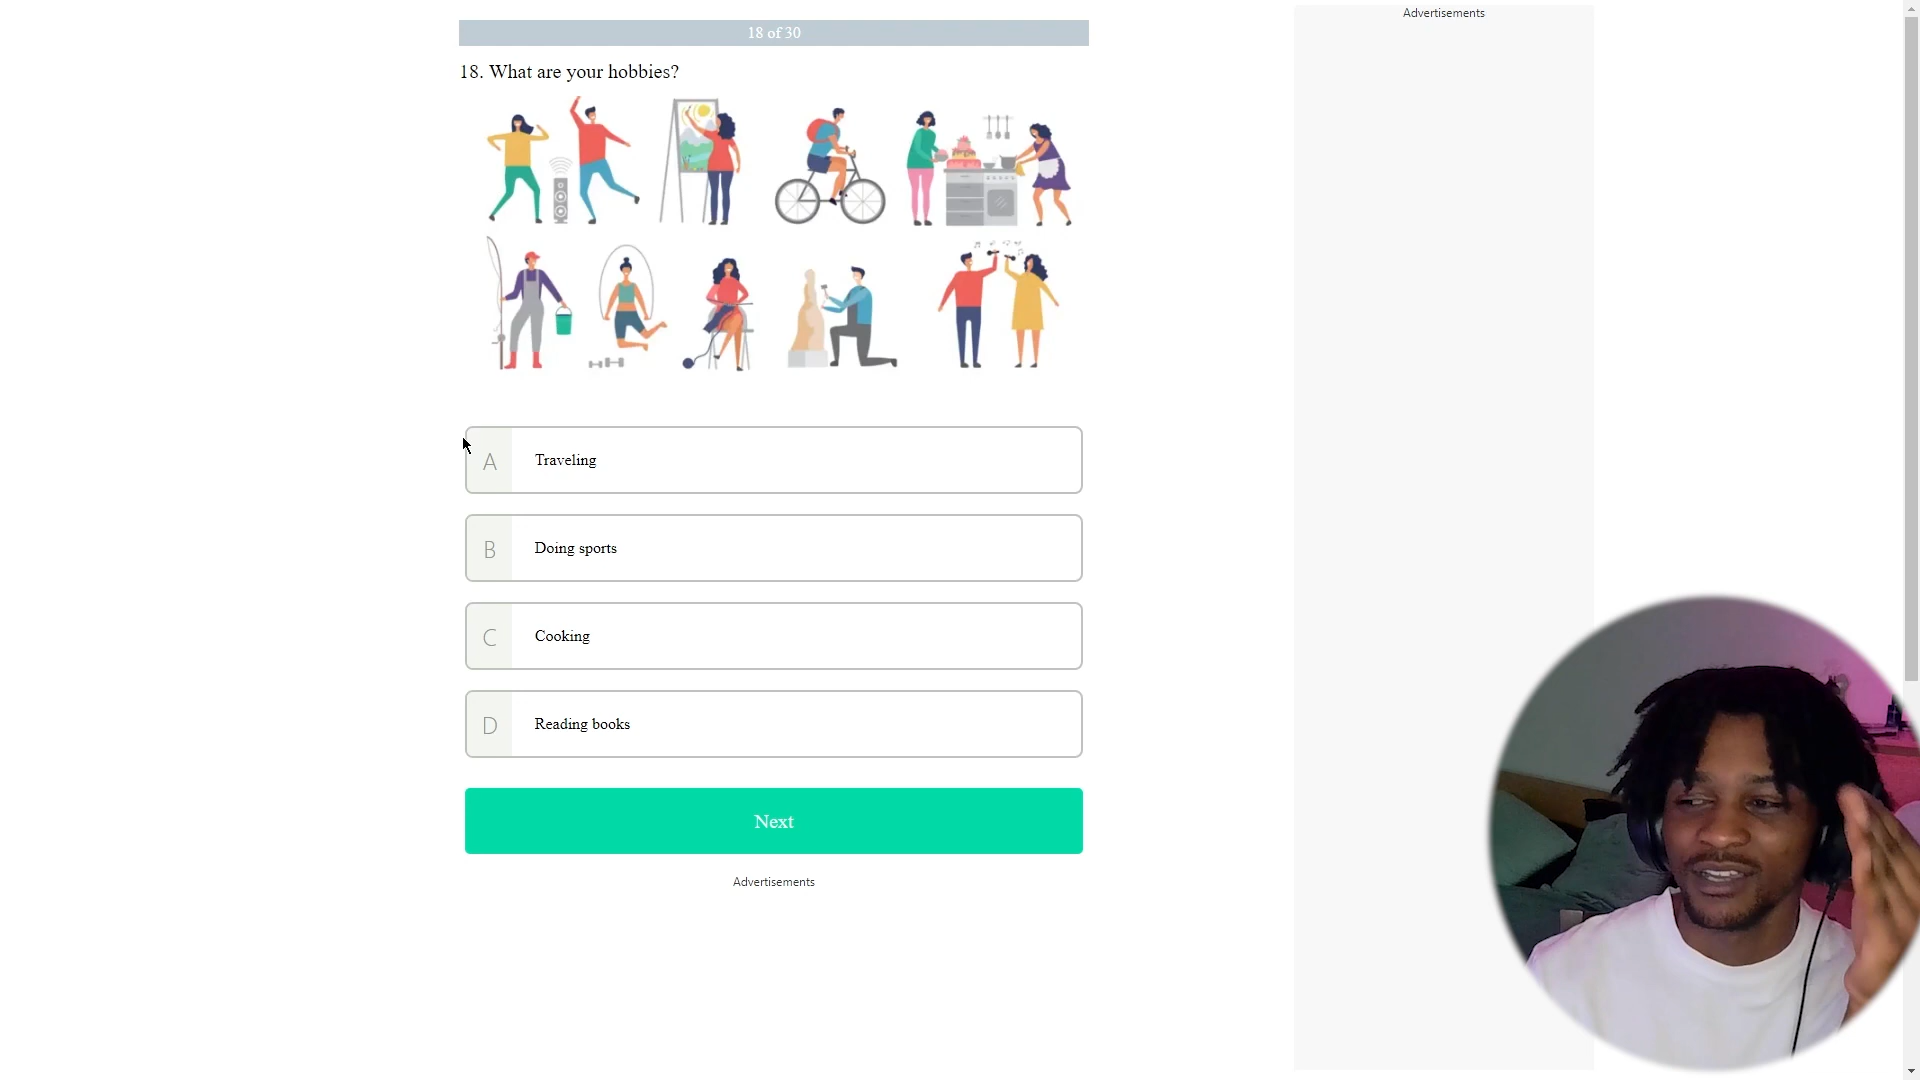 Advertisements
18 of 30
18. What are your hobbies?
A
Traveling
B
Doing sports
C
Cooking
D
Reading books
Next
Advertisements